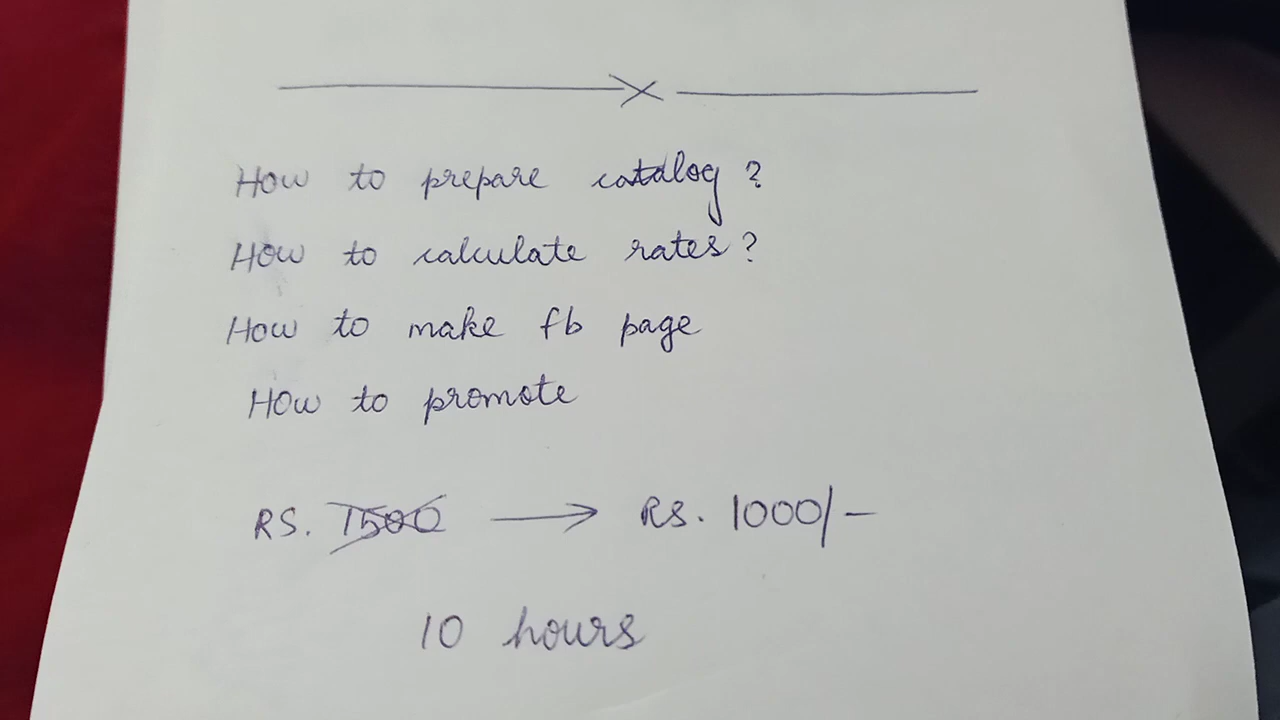 How to prepare catalog?
How to calculate rates?
How to make fb page
How to promote
RS. 1500 → RS. 1000/-
10 hours